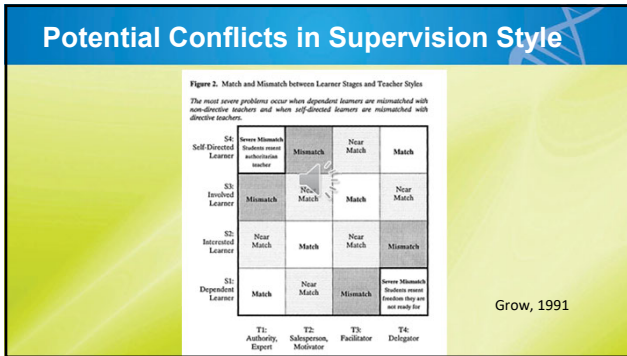 Potential Conflicts in Supervision Style
Figure 2. Match and Mismatch between Learner Stages and Teacher Styles
The most severe problems occur when dependent learners are mismatched with
non-directive teachers and when self-directed learners are mismatched with
directive teachers.
S4:
Self-Directed
Learner
Severe Mismatch
Students resent
authoritarian
teacher
Mismatch
Near
Match
Match
S3:
Involved
Learner
Mismatch
Near
Match
Match
Near
Match
S2:
Interested
Learner
Near
Match
Match
Near
Match
Mismatch
S1:
Dependent
Learner
Match
Near
Match
Mismatch
Severe Mismatch
Students resent
freedom they are
not ready for
T1:
Authority,
Expert
T2:
Salesperson,
Motivator
T3:
Facilitator
T4:
Delegator
Grow, 1991